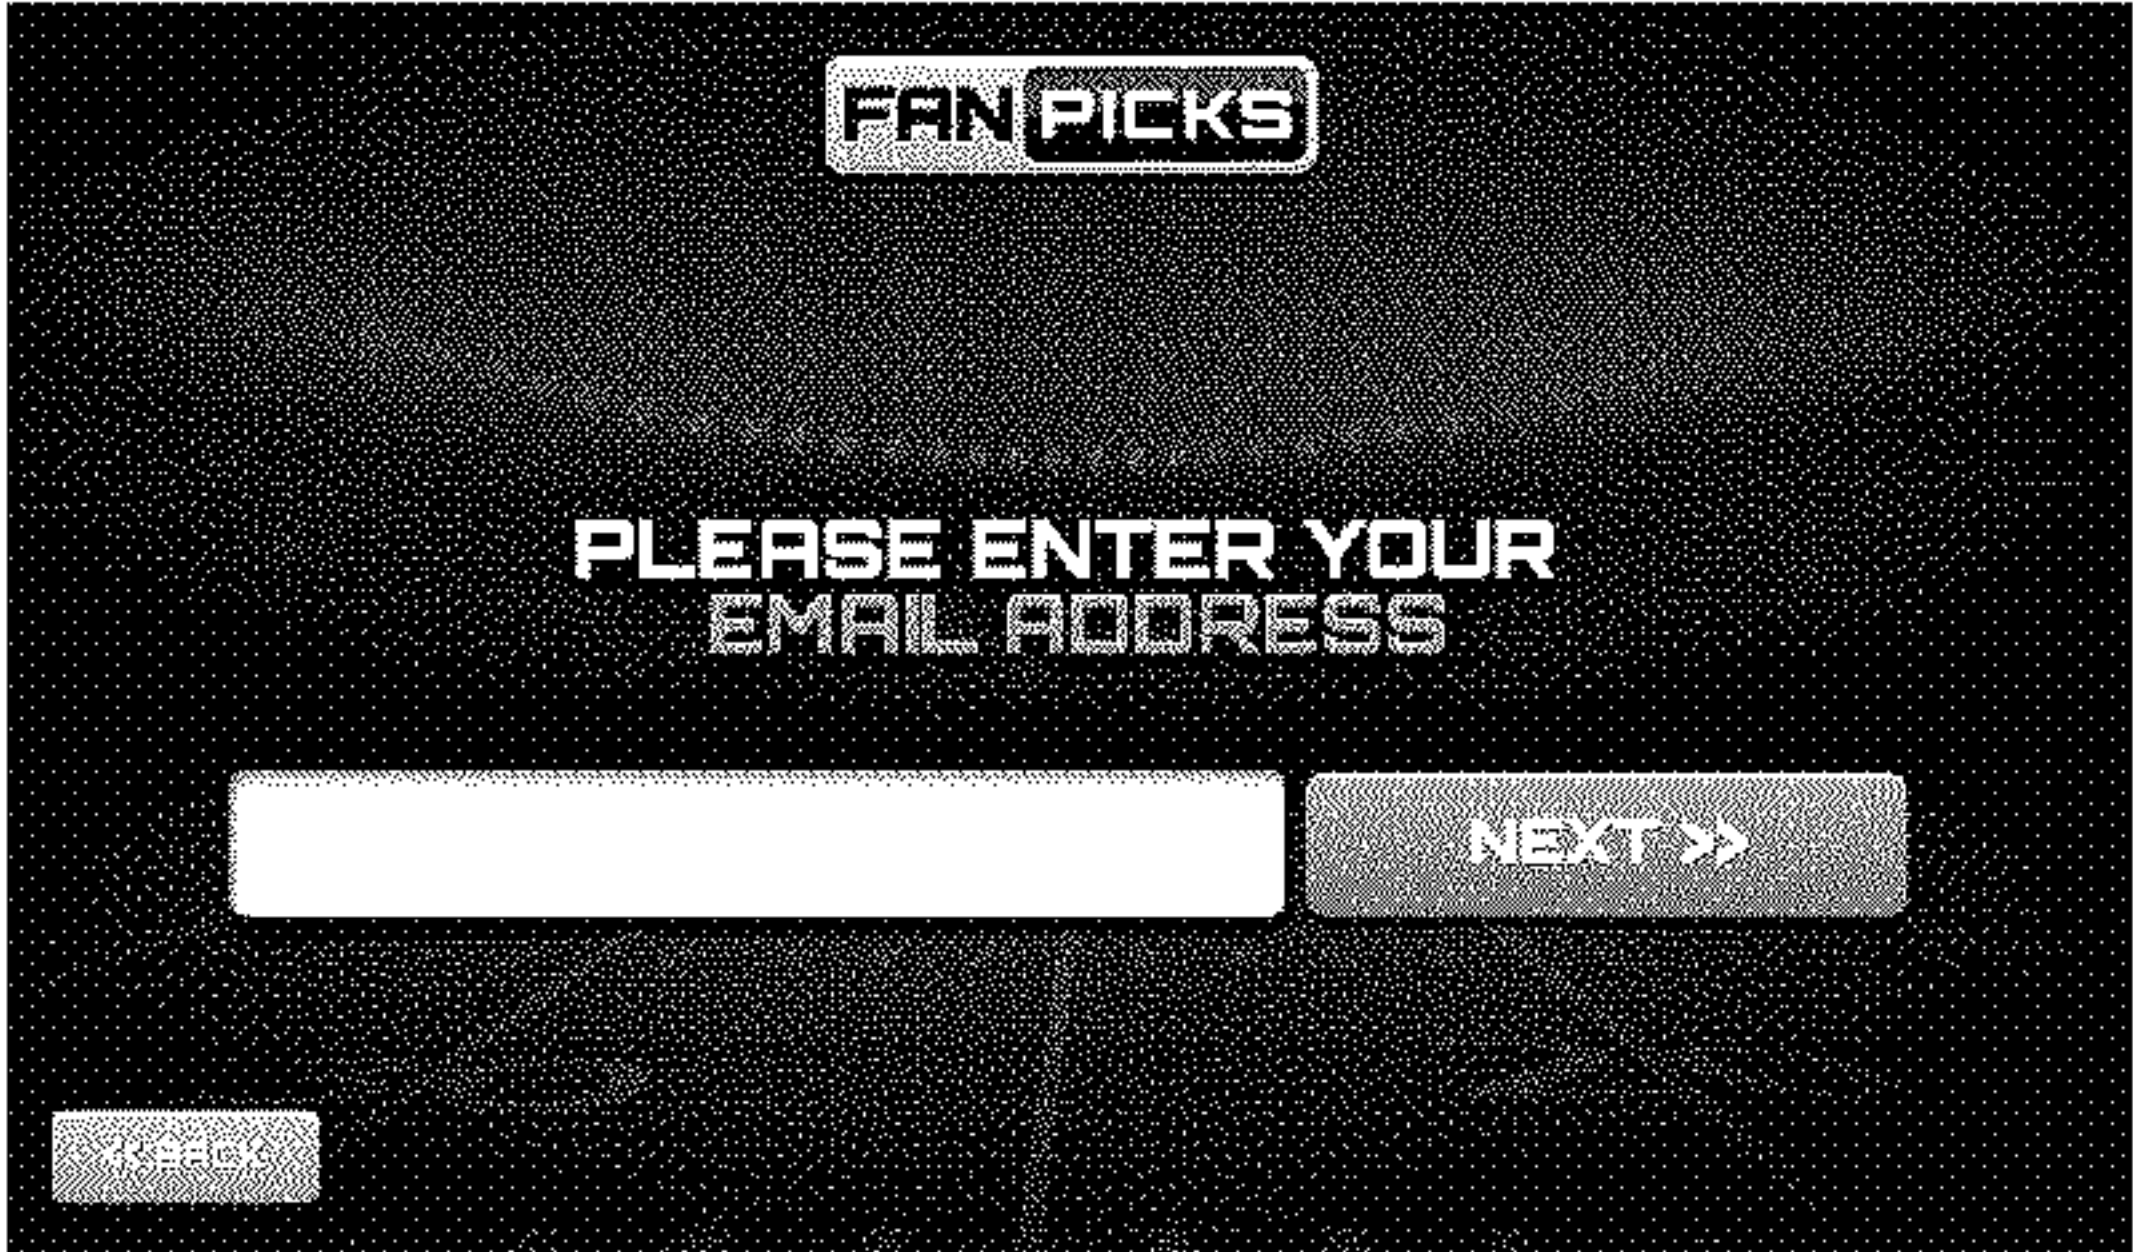 FAN PICKS
PLEASE ENTER YOUR
EMAIL ADDRESS
NEXT >>
<< BACK